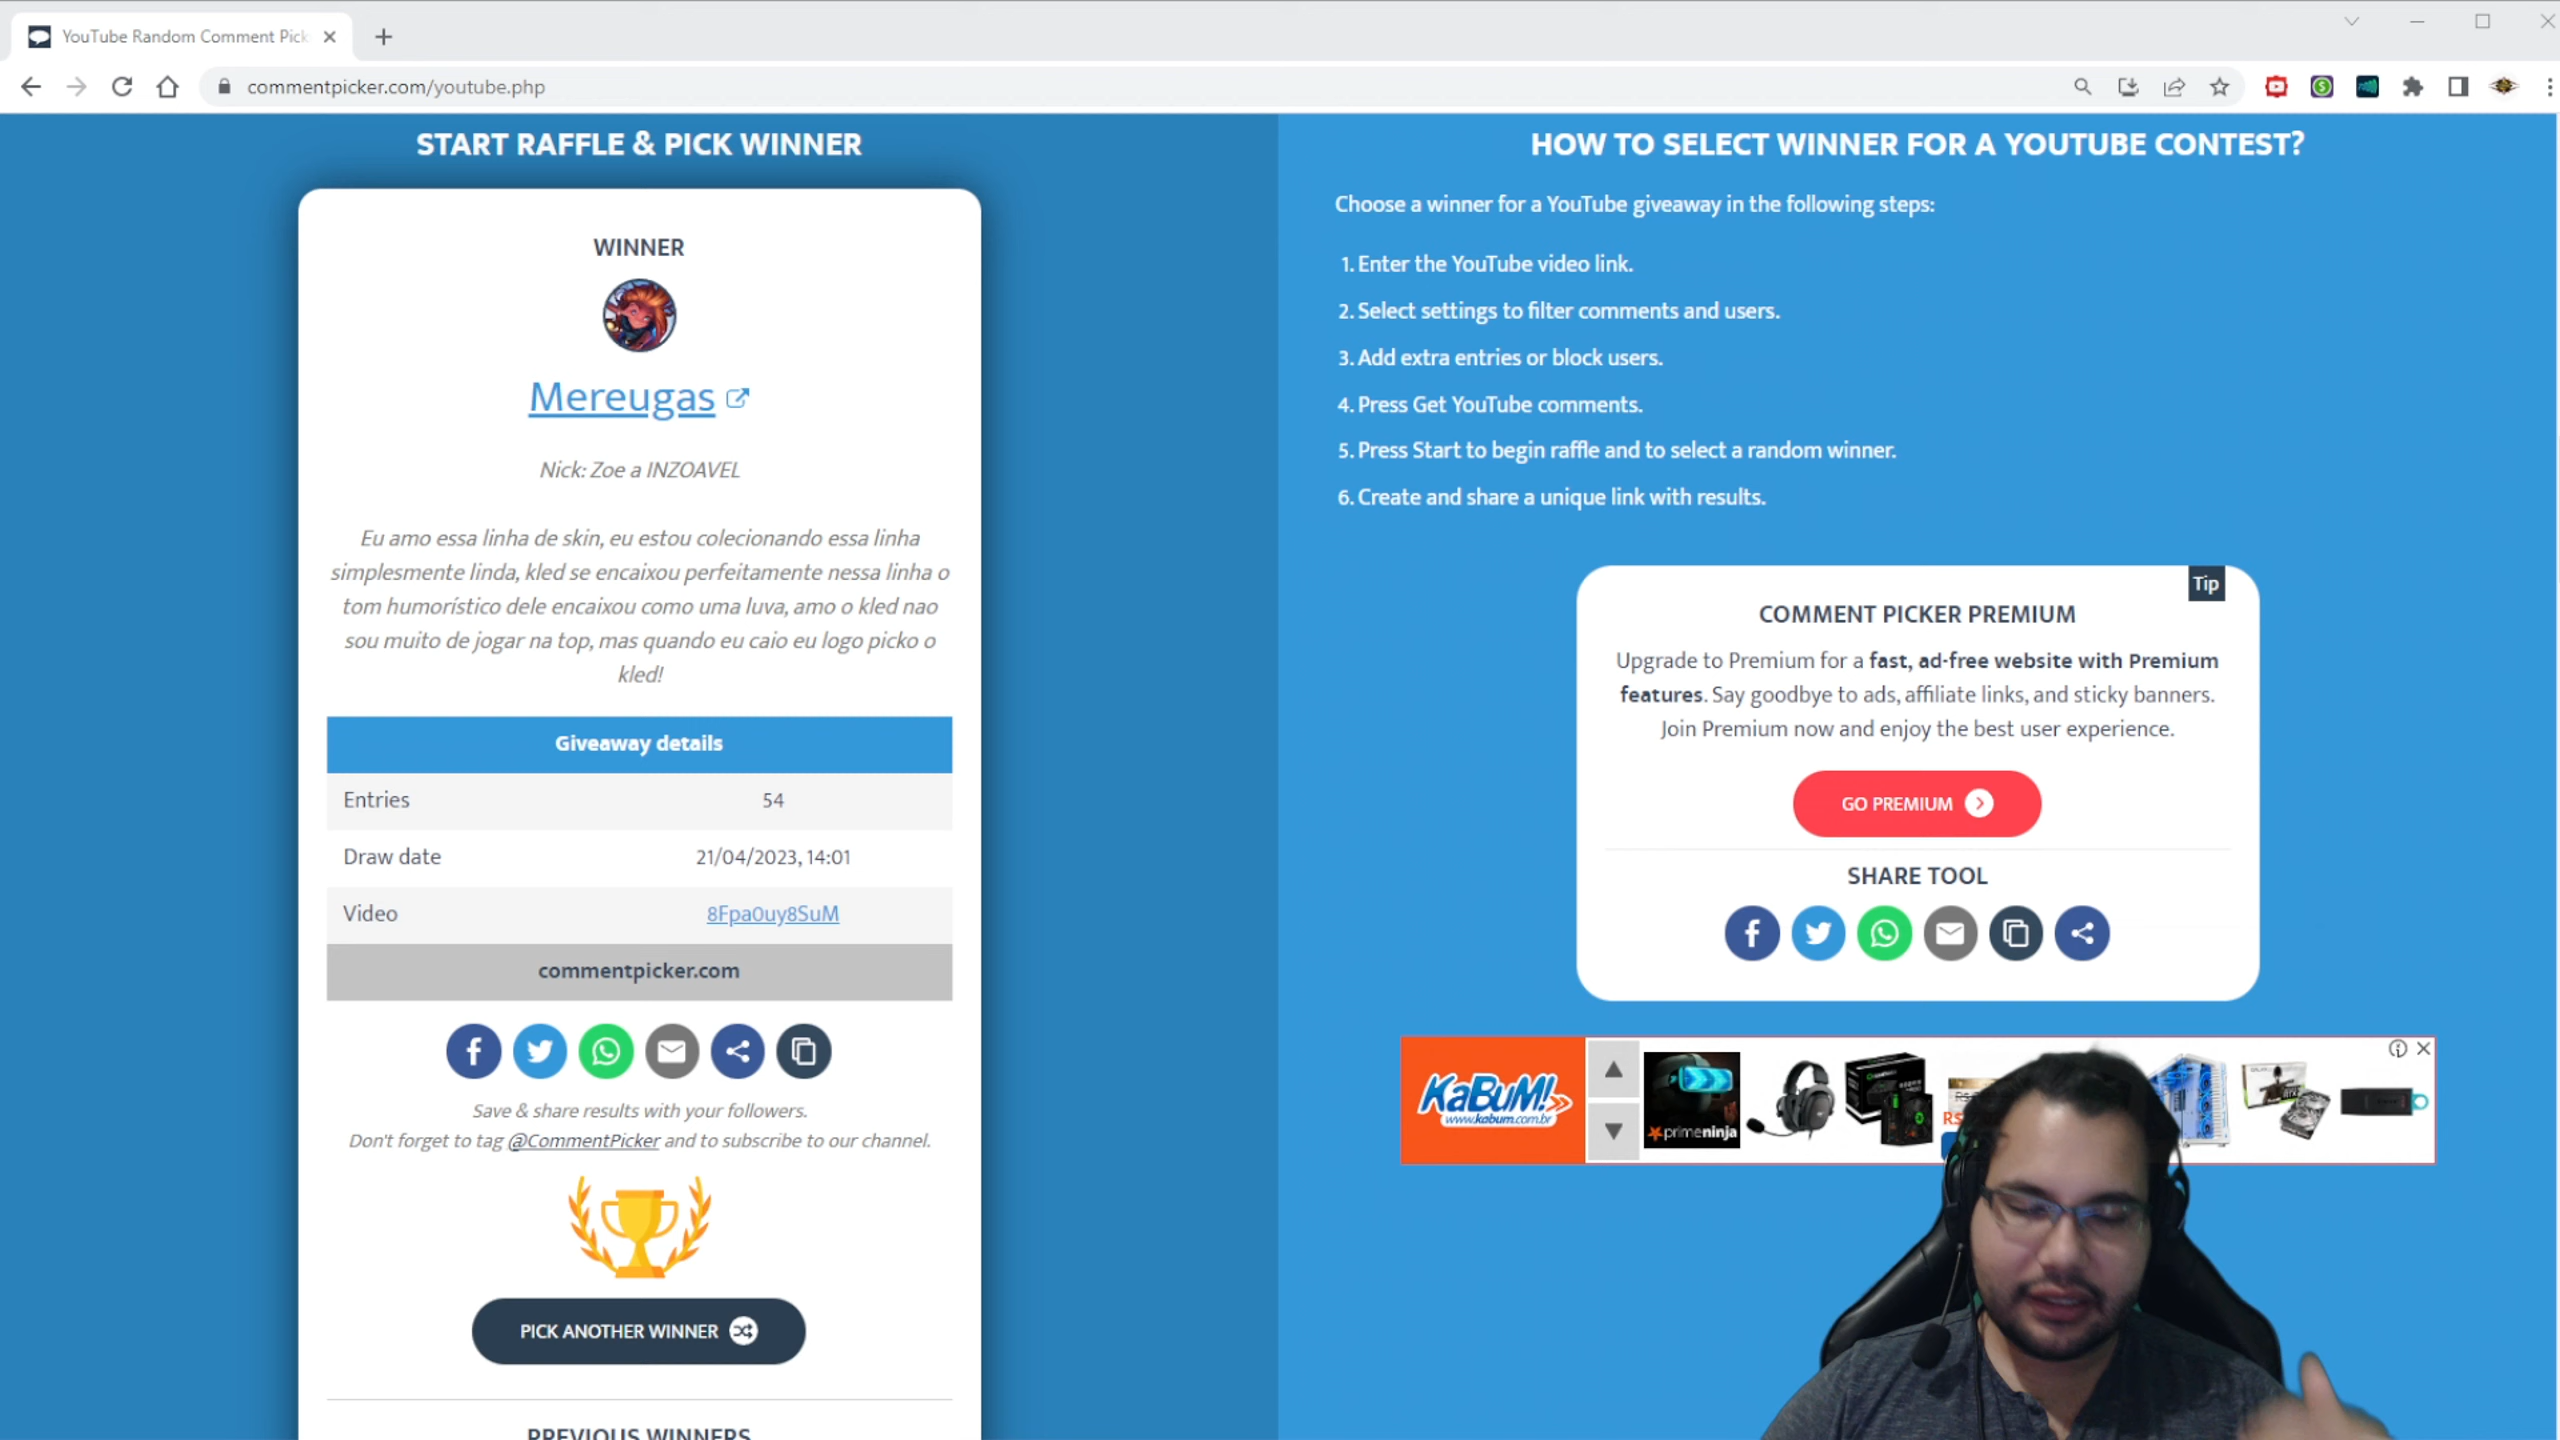 YouTube Random Comment Pick
commentpicker.com/youtube.php
START RAFFLE & PICK WINNER
WINNER
Mereugas
Nick: Zoe a INZOAVEL
Eu amo essa linha de skin, eu estou colecionando essa linha
simplesmente linda, kled se encaixou perfeitamente nessa linha o
tom humorístico dele encaixou como uma luva, amo o kled nao
sou muito de jogar na top, mas quando eu caio eu logo picko o
kled!
Giveaway details
Entries 54
Draw date 21/04/2023, 14:01
Video 8Fpa0uy8SuM
commentpicker.com
Save & share results with your followers.
Don't forget to tag @CommentPicker and to subscribe to our channel.
PICK ANOTHER WINNER
PREVIOUS WINNERS
HOW TO SELECT WINNER FOR A YOUTUBE CONTEST?
Choose a winner for a YouTube giveaway in the following steps:
1. Enter the YouTube video link.
2. Select settings to filter comments and users.
3. Add extra entries or block users.
4. Press Get YouTube comments.
5. Press Start to begin raffle and to select a random winner.
6. Create and share a unique link with results.
Tip
COMMENT PICKER PREMIUM
Upgrade to Premium for a fast, ad-free website with Premium
features. Say goodbye to ads, affiliate links, and sticky banners.
Join Premium now and enjoy the best user experience.
GO PREMIUM
SHARE TOOL
KaBuM!
www.kabum.com.br
primeninja
R$